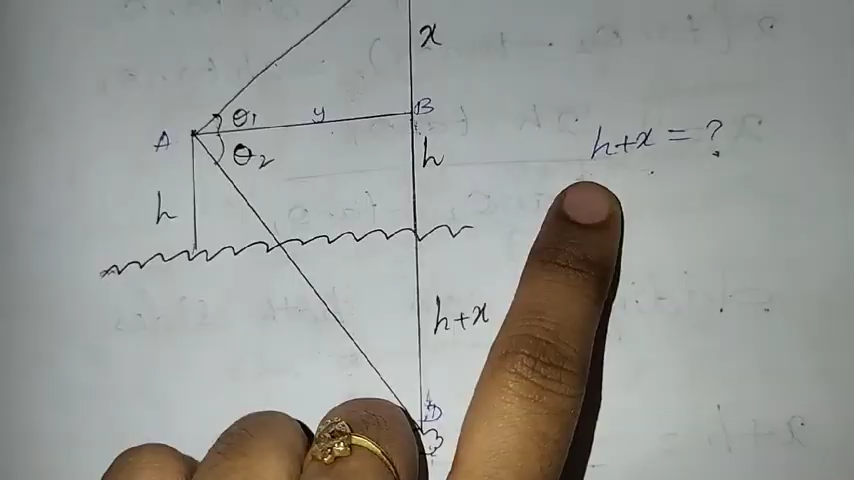 x
θ₁
y
B
A
θ₂
h
h+x = ?
h
h+x
D